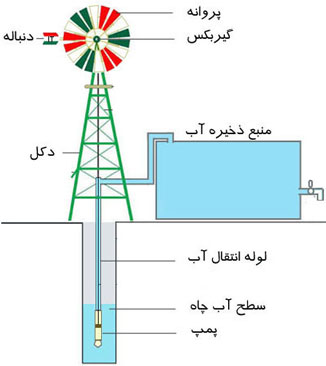 پروانه
گیربکس
دنباله
منبع ذخیره آب
دکل
لوله انتقال آب
سطح آب چاه
پمپ